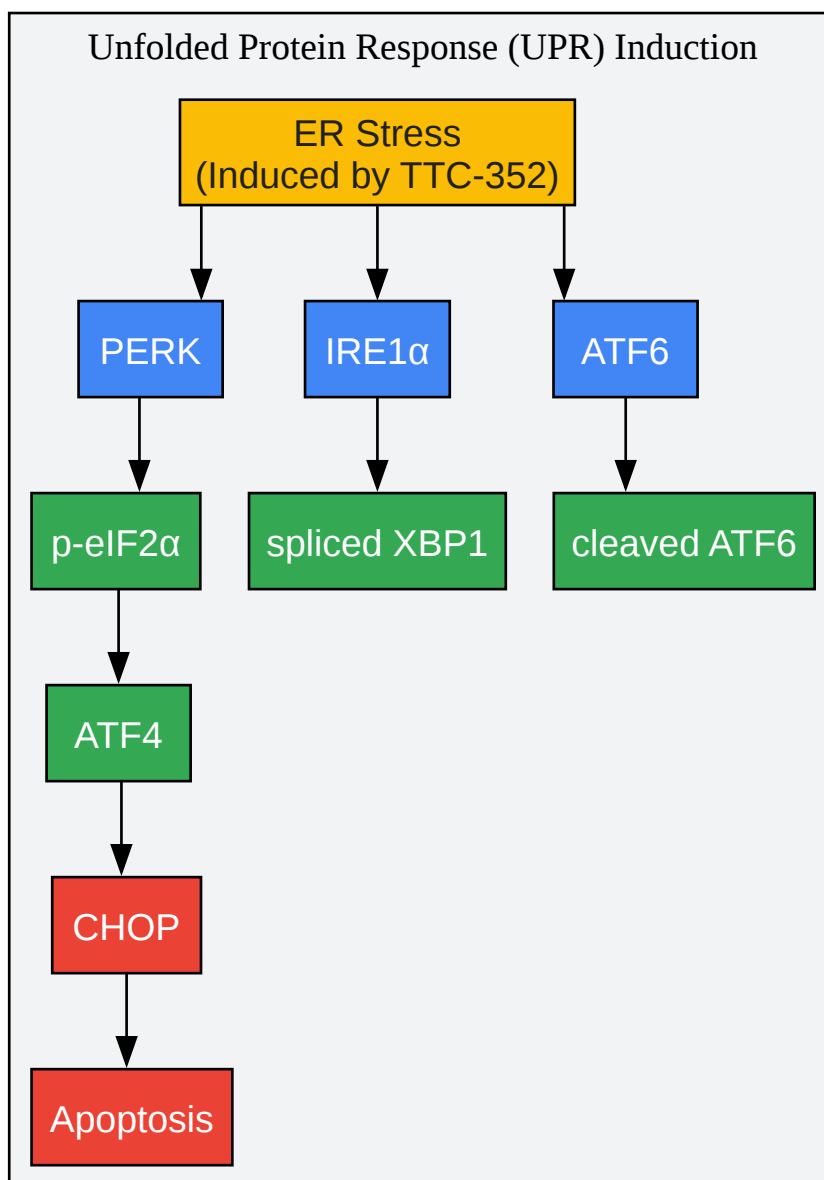 Unfolded Protein Response (UPR) Induction
ER Stress
(Induced by TTC-352)
PERK
IRE1α
ATF6
p-eIF2α
spliced XBP1
cleaved ATF6
ATF4
CHOP
Apoptosis